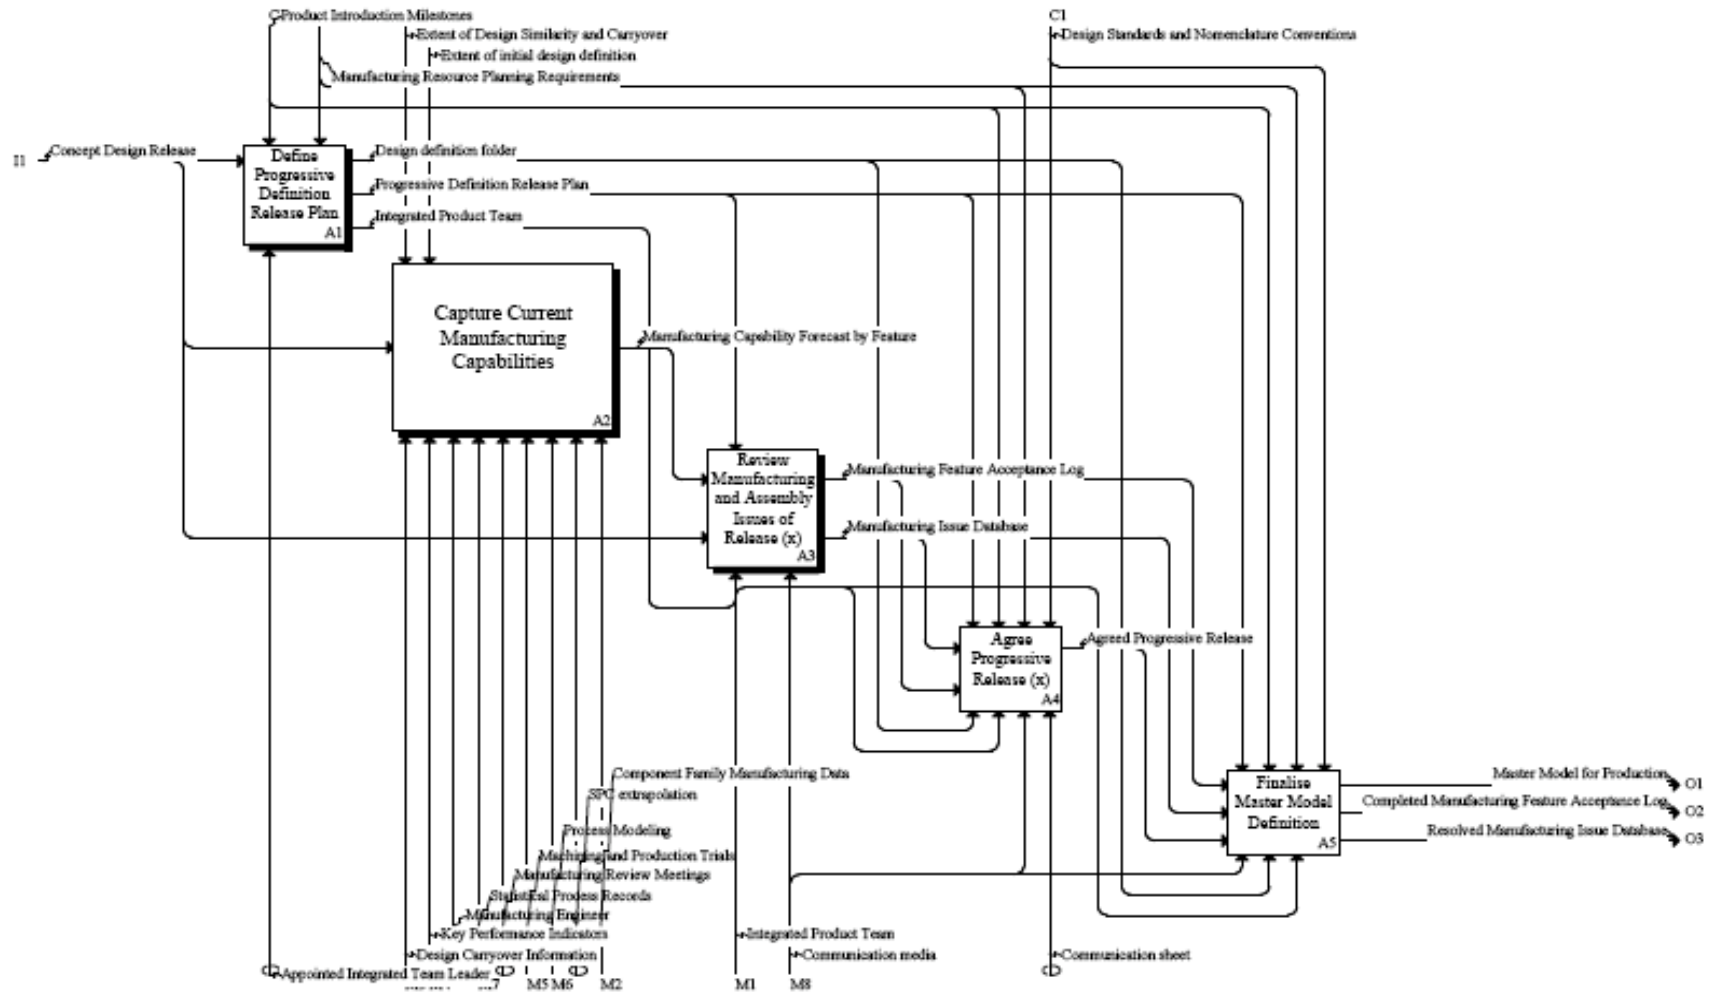 Product Introduction Milestones
C1
Extent of Design Similarity and Carryover
Design Standards and Nomenclature Conventions
Extent of initial design definition
Manufacturing Resource Planning Requirements
I1
Concept Design Release
Define
Progressive
Definition
Release Plan
A1
Design definition folder
Progressive Definition Release Plan
Integrated Product Team
Capture Current
Manufacturing
Capabilities
A2
Manufacturing Capability Forecast by Feature
Review
Manufacturing
and Assembly
Issues of
Release (x)
A3
Manufacturing Feature Acceptance Log
Manufacturing Issue Database
Agree
Progressive
Release (x)
A4
Agreed Progressive Release
Finalise
Master Model
Definition
A5
Master Model for Production
O1
Completed Manufacturing Feature Acceptance Log
O2
Resolved Manufacturing Issue Database
O3
Component Family Manufacturing Data
SPC extrapolation
Process Modeling
Machining and Production Trials
Manufacturing Review Meetings
Statistical Process Records
Manufacturing Engineer
Key Performance Indicators
Integrated Product Team
Design Carryover Information
Communication media
Communication sheet
Appointed Integrated Team Leader
M5 M6
M2
M1
M8